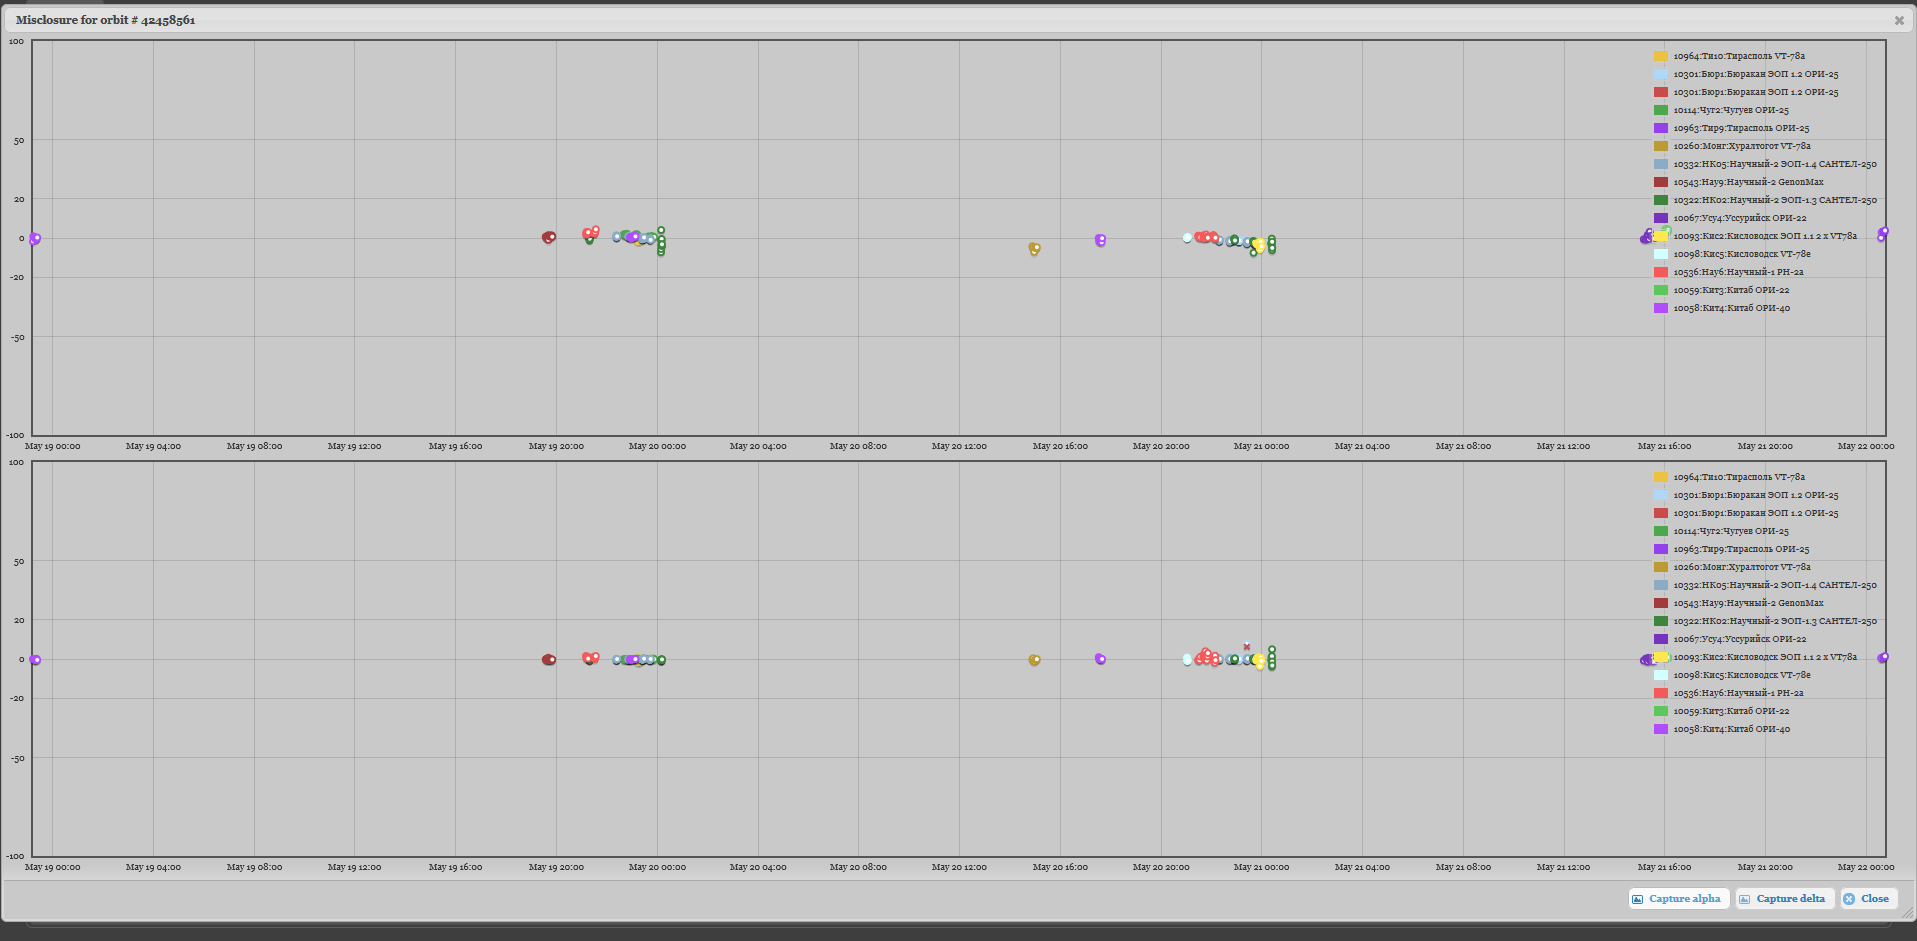 Misclosure for orbit # 42458561
100
50
20
0
-20
-50
-100
10964:Ти10:Тирасполь VT-78a
10301:Бюр1:Бюракан ЭОП 1.2 ОРИ-25
10301:Бюр1:Бюракан ЭОП 1.2 ОРИ-25
10114:Чуг2:Чугуев ОРИ-25
10963:Тир9:Тирасполь ОРИ-25
10260:Монг:Хуралтогот VT-78a
10332:НК05:Научный-2 ЭОП-1.4 САНТЕЛ-250
10543:Нау9:Научный-2 GenonMax
10322:НК02:Научный-2 ЭОП-1.3 САНТЕЛ-250
10067:Усу4:Уссурийск ОРИ-22
10093:Кис2:Кисловодск ЭОП 1.1 2 x VT78a
10098:Кис5:Кисловодск VT-78e
10536:Нау6:Научный-1 РН-2а
10059:Кит3:Китаб ОРИ-22
10058:Кит4:Китаб ОРИ-40
May 19 00:00 May 19 04:00 May 19 08:00 May 19 12:00 May 19 16:00 May 19 20:00 May 20 00:00 May 20 04:00 May 20 08:00 May 20 12:00 May 20 16:00 May 20 20:00 May 21 00:00 May 21 04:00 May 21 08:00 May 21 12:00 May 21 16:00 May 21 20:00 May 22 00:00
100
50
20
0
-20
-50
-100
10964:Ти10:Тирасполь VT-78a
10301:Бюр1:Бюракан ЭОП 1.2 ОРИ-25
10301:Бюр1:Бюракан ЭОП 1.2 ОРИ-25
10114:Чуг2:Чугуев ОРИ-25
10963:Тир9:Тирасполь ОРИ-25
10260:Монг:Хуралтогот VT-78a
10332:НК05:Научный-2 ЭОП-1.4 САНТЕЛ-250
10543:Нау9:Научный-2 GenonMax
10322:НК02:Научный-2 ЭОП-1.3 САНТЕЛ-250
10067:Усу4:Уссурийск ОРИ-22
10093:Кис2:Кисловодск ЭОП 1.1 2 x VT78a
10098:Кис5:Кисловодск VT-78e
10536:Нау6:Научный-1 РН-2а
10059:Кит3:Китаб ОРИ-22
10058:Кит4:Китаб ОРИ-40
May 19 00:00 May 19 04:00 May 19 08:00 May 19 12:00 May 19 16:00 May 19 20:00 May 20 00:00 May 20 04:00 May 20 08:00 May 20 12:00 May 20 16:00 May 20 20:00 May 21 00:00 May 21 04:00 May 21 08:00 May 21 12:00 May 21 16:00 May 21 20:00 May 22 00:00
Capture alpha Capture delta Close